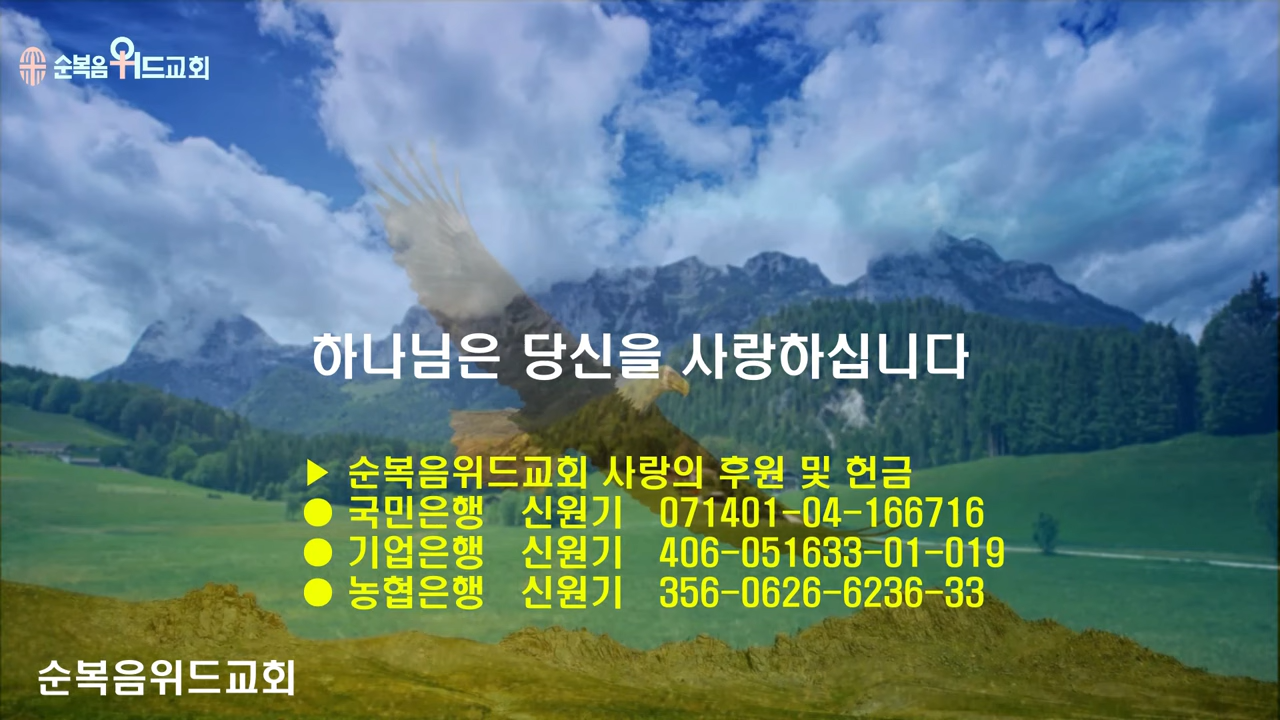 순복음위드교회
하나님은 당신을 사랑하십니다
▶ 순복음위드교회 사랑의 후원 및 헌금
● 국민은행 신원기 071401-04-166716
● 기업은행 신원기 406-051633-01-019
● 농협은행 신원기 356-0626-6236-33
순복음위드교회